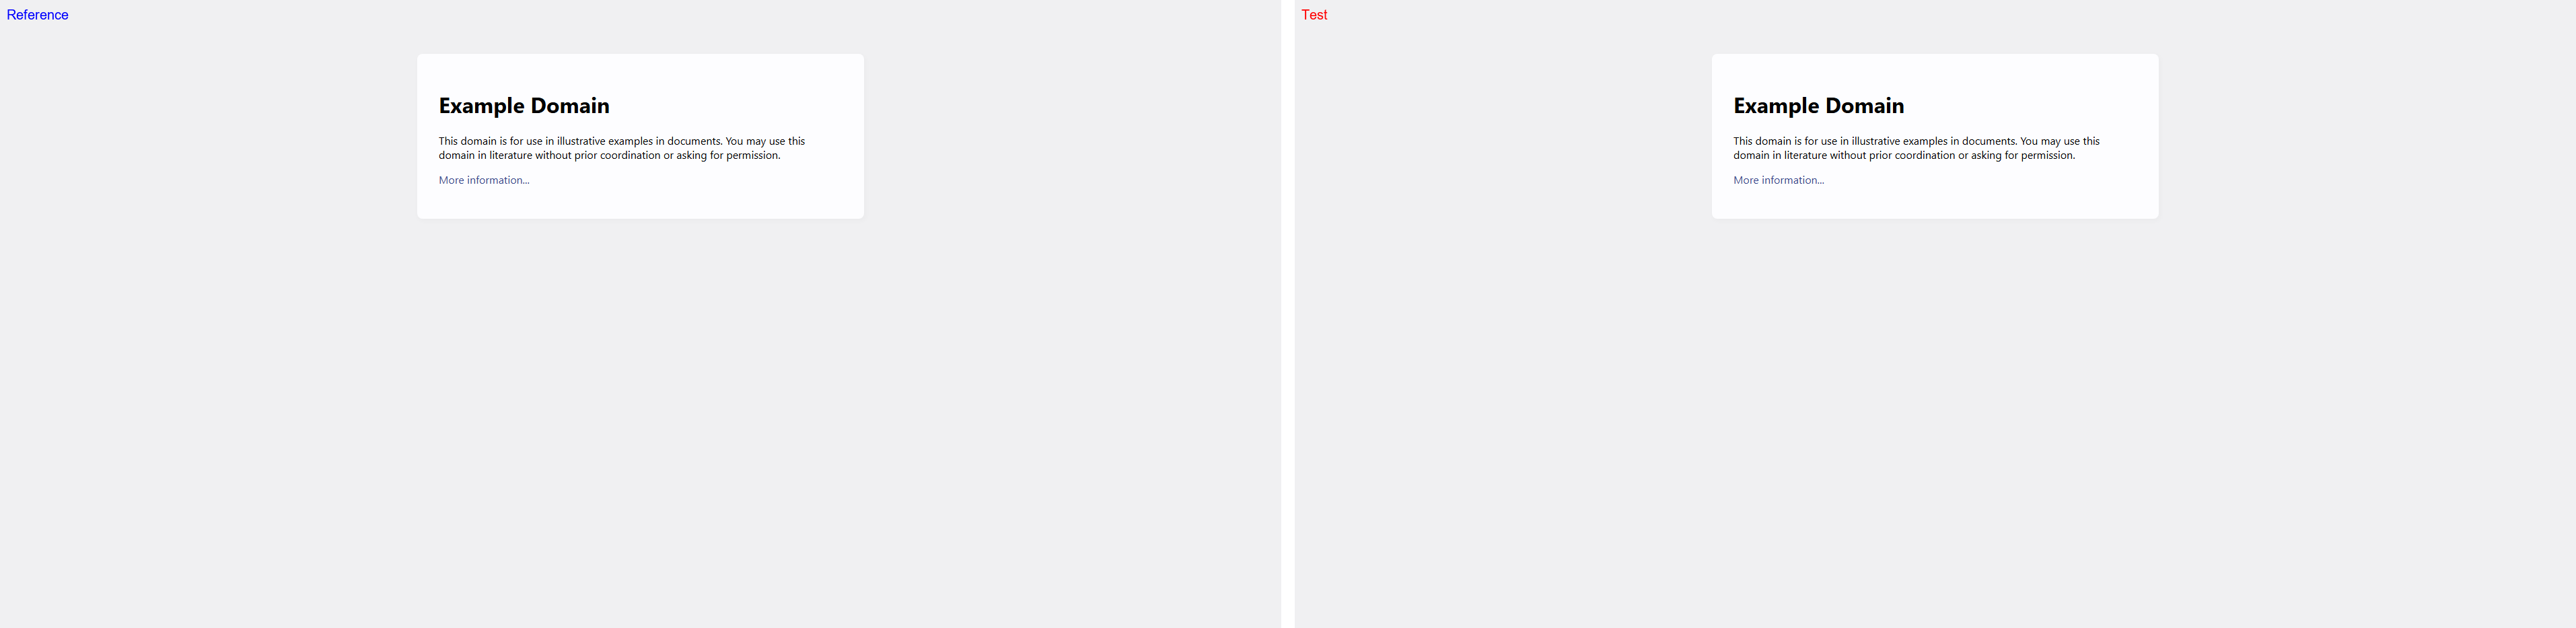 Reference
Example Domain
This domain is for use in illustrative examples in documents. You may use this
domain in literature without prior coordination or asking for permission.
More information...
Test
Example Domain
This domain is for use in illustrative examples in documents. You may use this
domain in literature without prior coordination or asking for permission.
More information...